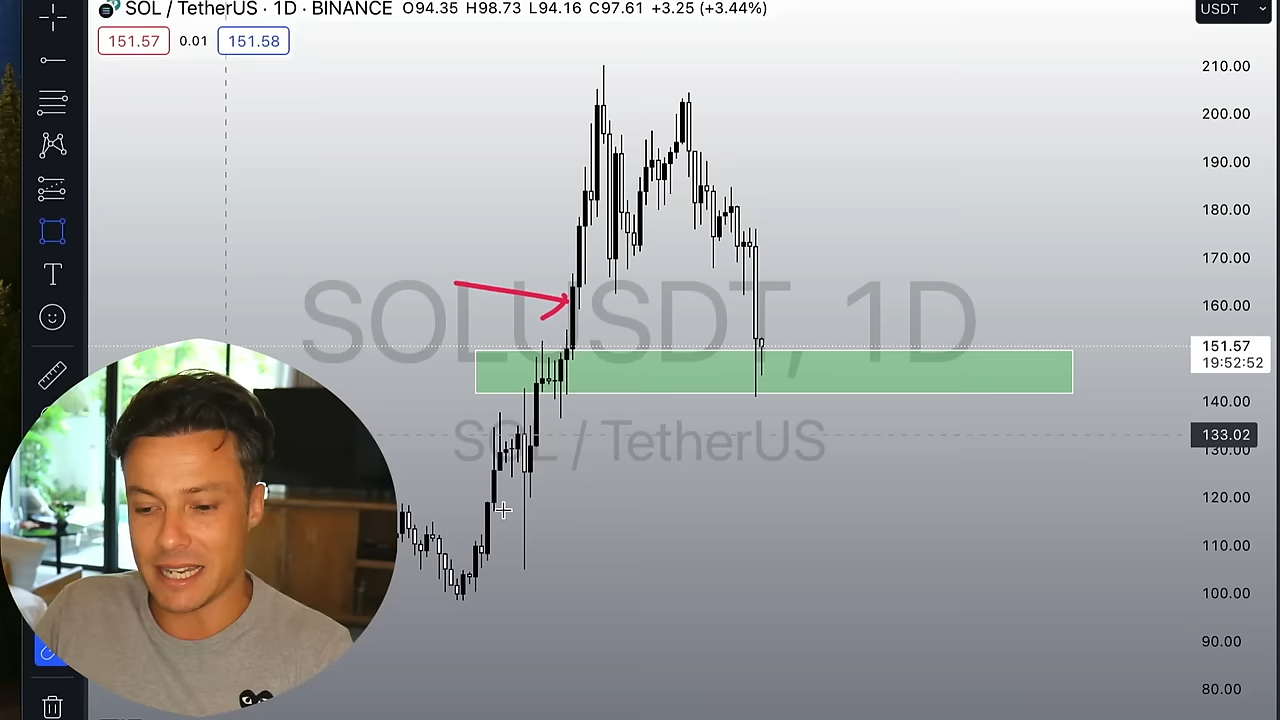 SOL / TetherUS · 1D · BINANCE O94.35 H98.73 L94.16 C97.61 +3.25 (+3.44%)
USDT
151.57 0.01 151.58
210.00
200.00
190.00
180.00
170.00
160.00
SOLUSDT, 1D
151.57
19:52:52
140.00
SOL / TetherUS
133.02
130.00
120.00
110.00
100.00
90.00
80.00
T